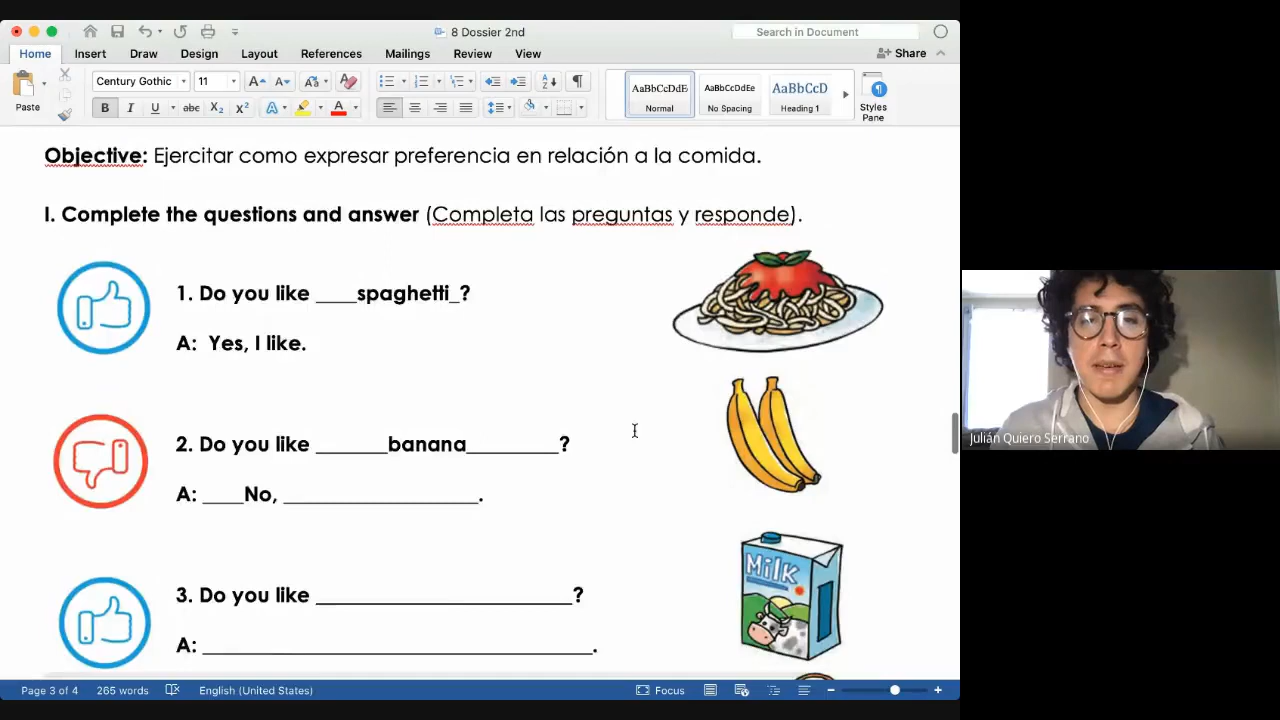 8 Dossier 2nd
Search in Document
Home Insert Draw Design Layout References Mailings Review View Share
Paste
Century Gothic 11
AaBbCcDdE AaBbCcDdEe AaBbCcD
Normal No Spacing Heading 1
Styles Pane
Objective: Ejercitar como expresar preferencia en relación a la comida.
I. Complete the questions and answer (Completa las preguntas y responde).
1. Do you like ____spaghetti_?
A: Yes, I like.
2. Do you like _______banana_________?
A: ____No, ___________________.
3. Do you like _________________________?
Milk
A: ______________________________________.
Julián Quiero Serrano
Page 3 of 4 265 words English (United States) Focus